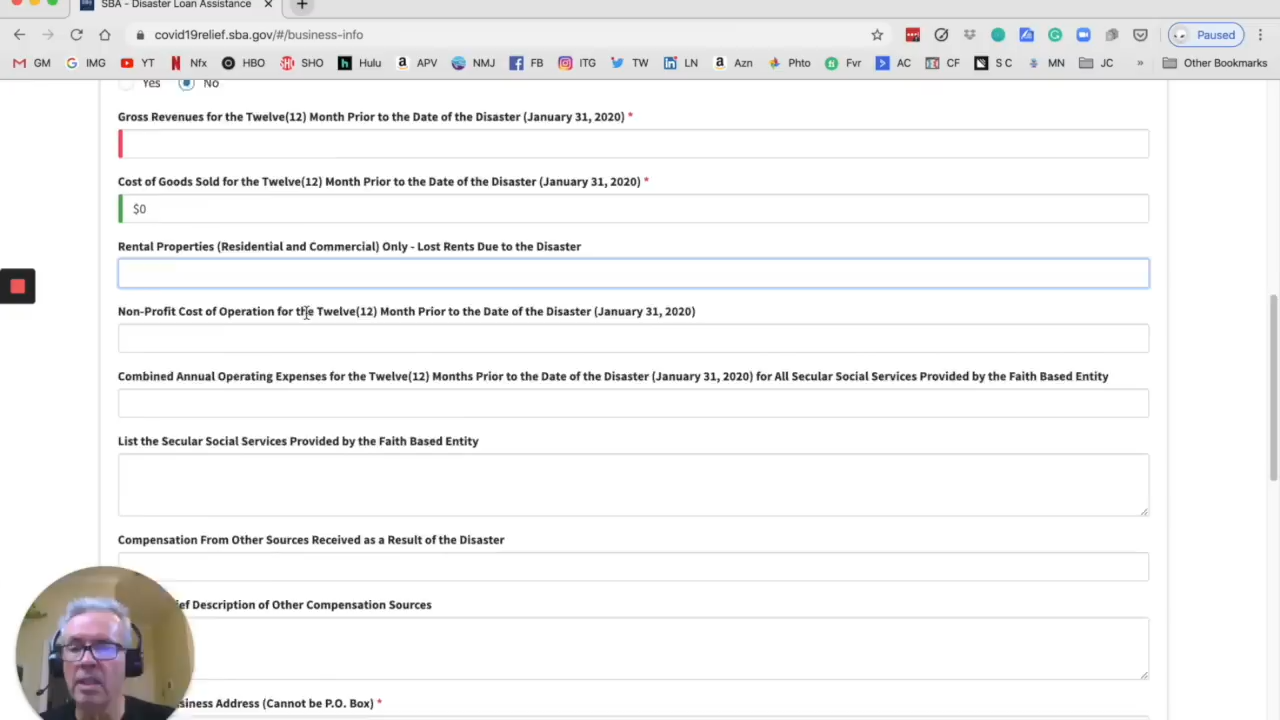 SBA - Disaster Loan Assistance
covid19relief.sba.gov/#/business-info
Paused
GM IMG YT Nfx HBO SHO Hulu APV NMJ FB ITG TW LN Azn Phto Fvr AC CF S C MN JC » Other Bookmarks
Yes No
Gross Revenues for the Twelve(12) Month Prior to the Date of the Disaster (January 31, 2020) *
Cost of Goods Sold for the Twelve(12) Month Prior to the Date of the Disaster (January 31, 2020) *
$0
Rental Properties (Residential and Commercial) Only - Lost Rents Due to the Disaster
Non-Profit Cost of Operation for the Twelve(12) Month Prior to the Date of the Disaster (January 31, 2020)
Combined Annual Operating Expenses for the Twelve(12) Months Prior to the Date of the Disaster (January 31, 2020) for All Secular Social Services Provided by the Faith Based Entity
List the Secular Social Services Provided by the Faith Based Entity
Compensation From Other Sources Received as a Result of the Disaster
Description of Other Compensation Sources
Address (Cannot be P.O. Box) *